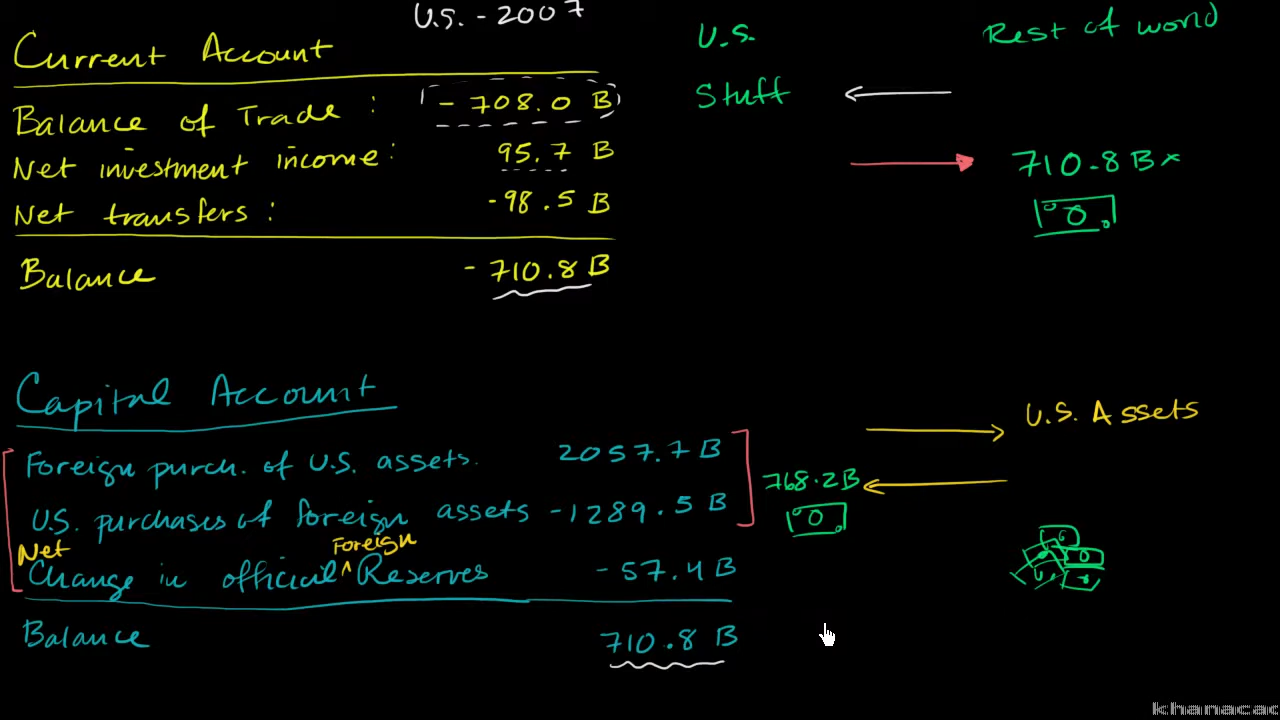 U.S. - 2007
Current Account
Balance of Trade : - 708.0 B
Net investment income : 95.7 B
Net transfers : -98.5 B
Balance - 710.8 B
U.S. Rest of world
Stuff
710.8 B
Capital Account
Foreign purch. of U.S. assets. 2057.7 B
U.S. purchases of foreign assets -1289.5 B
Net Change in official Foreign Reserves -57.4 B
Balance 710.8 B
U.S. Assets
768.2 B
khanacac